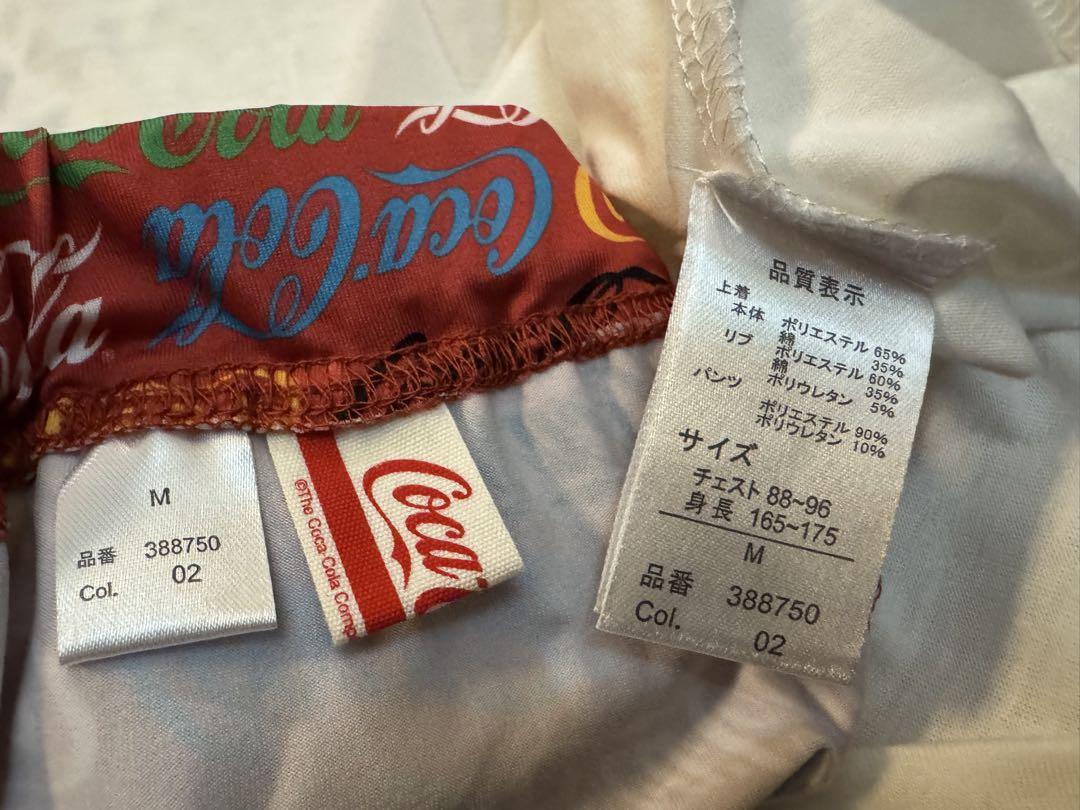 Cola
Coca-Cola
Coca-Cola
M
品番 388750
Col. 02
Coca-C
©The Coca-Cola Comp
品質表示
上着
本体 ポリエステル 65%
綿 35%
リブ ポリエステル 60%
綿 35%
ポリウレタン 5%
パンツ
ポリエステル 90%
ポリウレタン 10%
サイズ
チェスト 88~96
身長 165~175
M
品番 388750
Col. 02